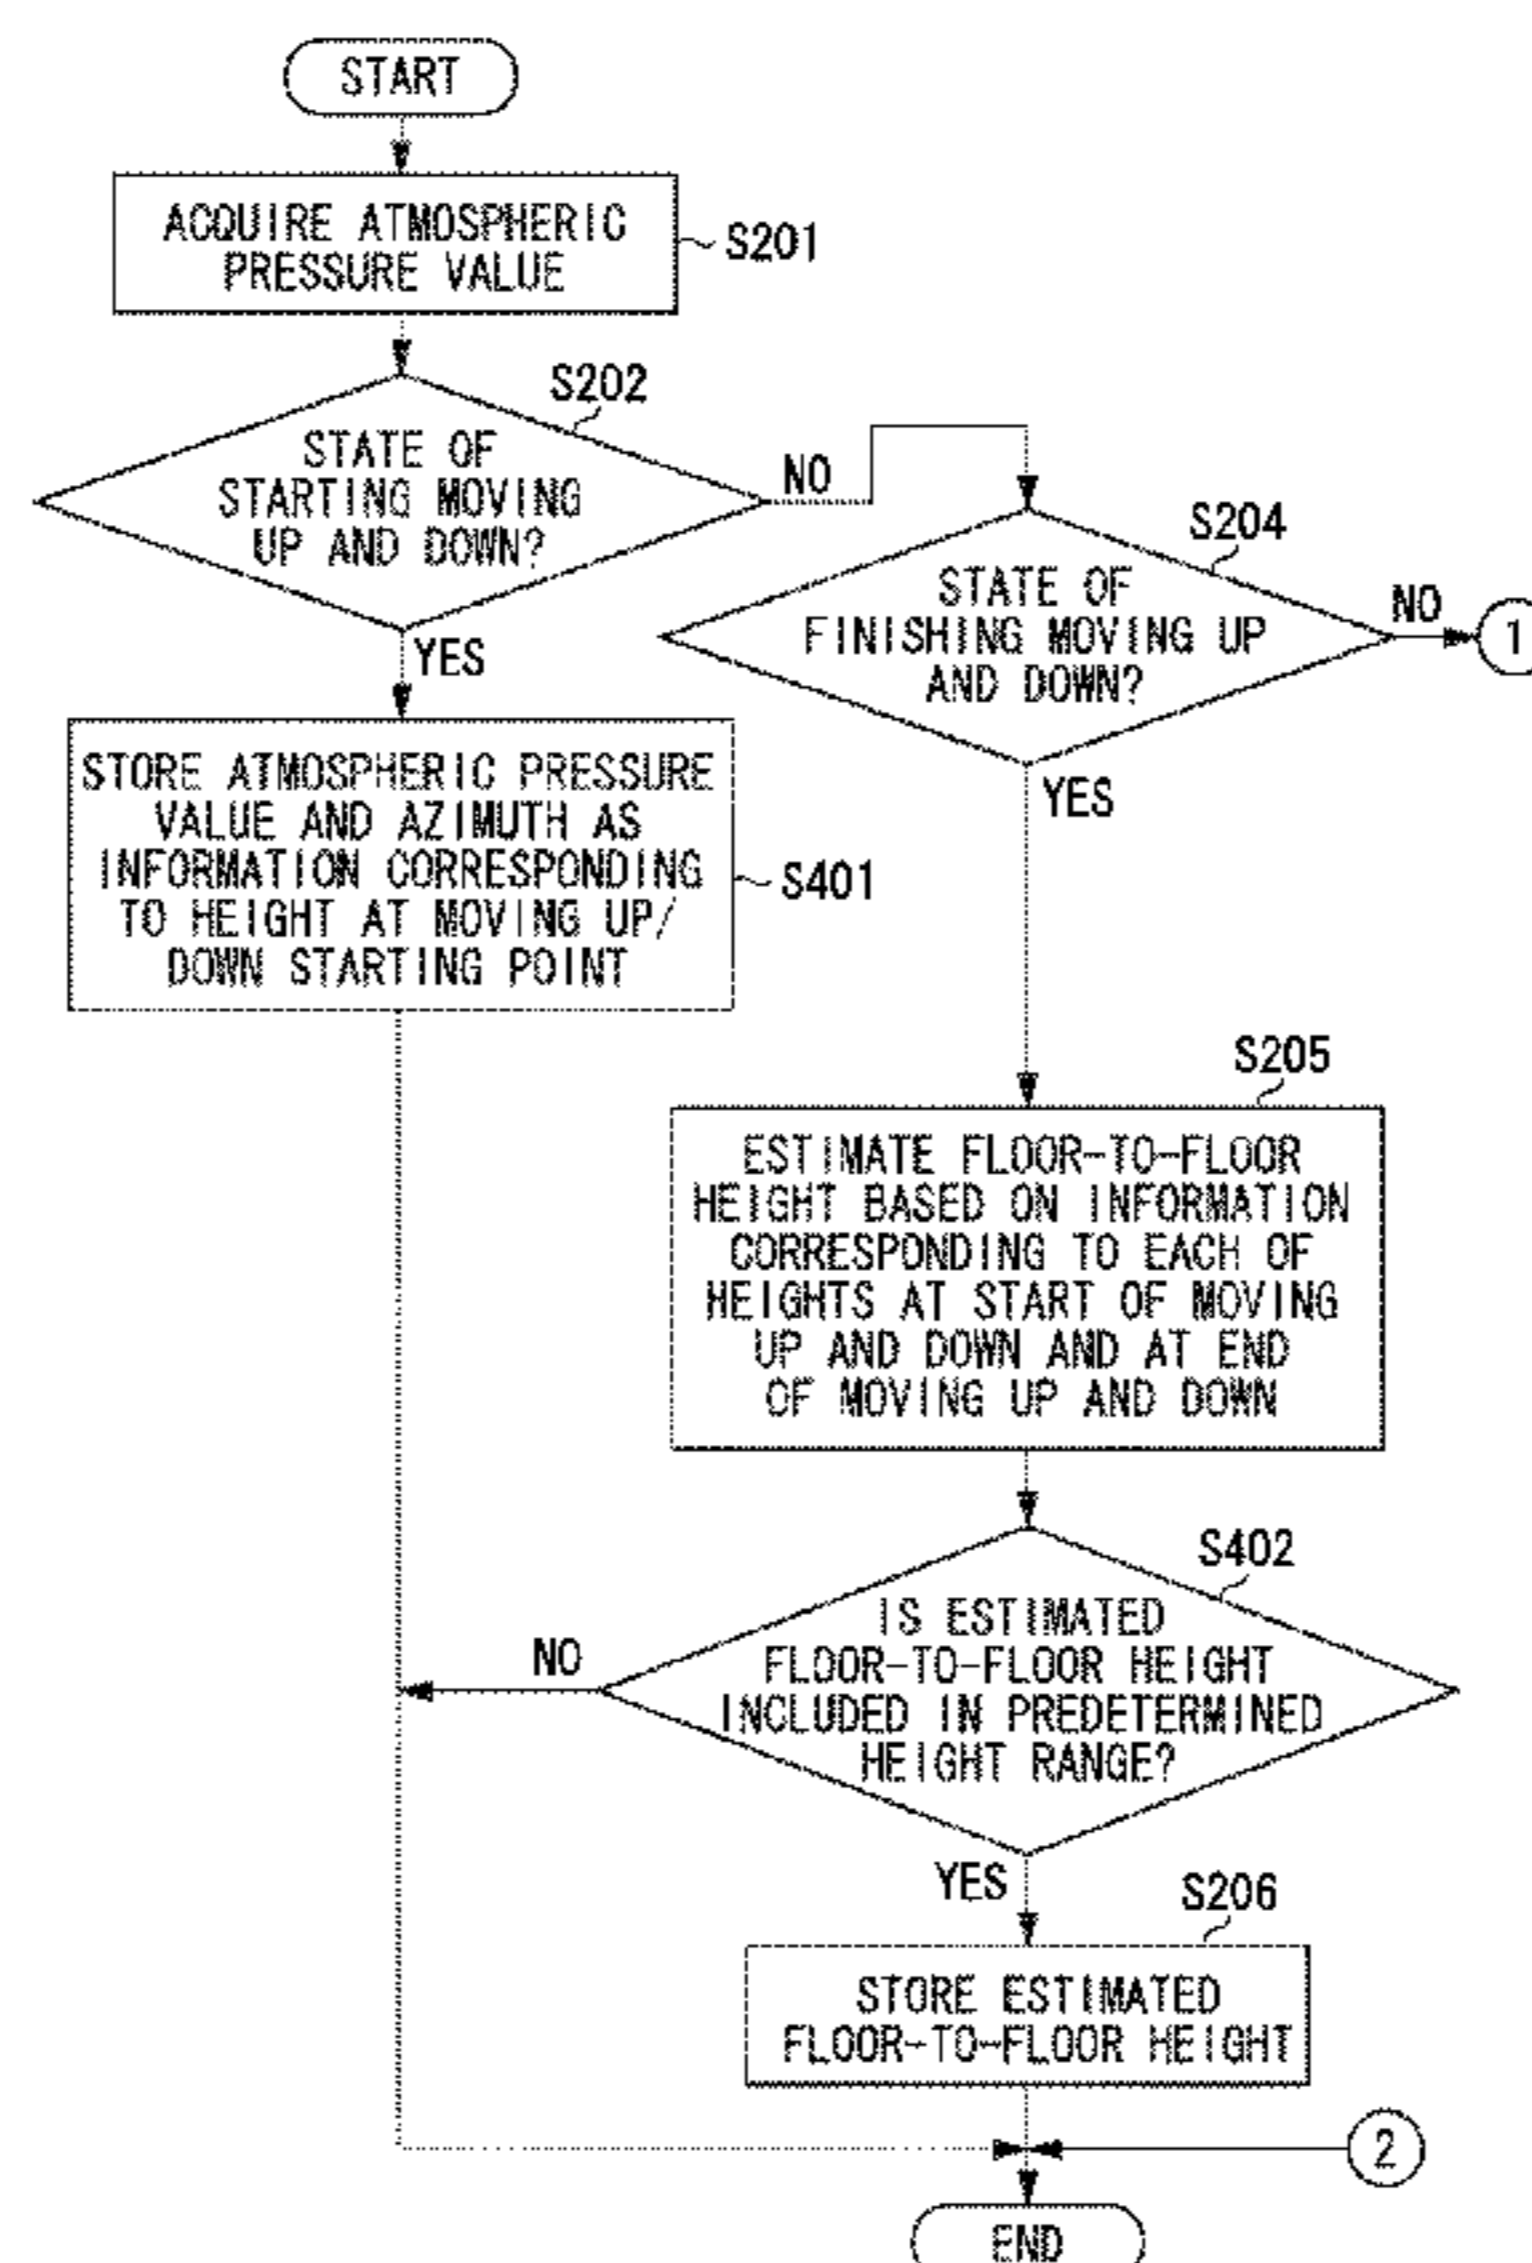 START
ACQUIRE ATMOSPHERIC
PRESSURE VALUE
S201
S202
STATE OF
STARTING MOVING
UP AND DOWN?
NO
YES
S204
STATE OF
FINISHING MOVING UP
AND DOWN?
NO
1
YES
STORE ATMOSPHERIC PRESSURE
VALUE AND AZIMUTH AS
INFORMATION CORRESPONDING
TO HEIGHT AT MOVING UP/
DOWN STARTING POINT
S401
S205
ESTIMATE FLOOR-TO-FLOOR
HEIGHT BASED ON INFORMATION
CORRESPONDING TO EACH OF
HEIGHTS AT START OF MOVING
UP AND DOWN AND AT END
OF MOVING UP AND DOWN
S402
IS ESTIMATED
FLOOR-TO-FLOOR HEIGHT
INCLUDED IN PREDETERMINED
HEIGHT RANGE?
NO
YES
S206
STORE ESTIMATED
FLOOR-TO-FLOOR HEIGHT
2
END